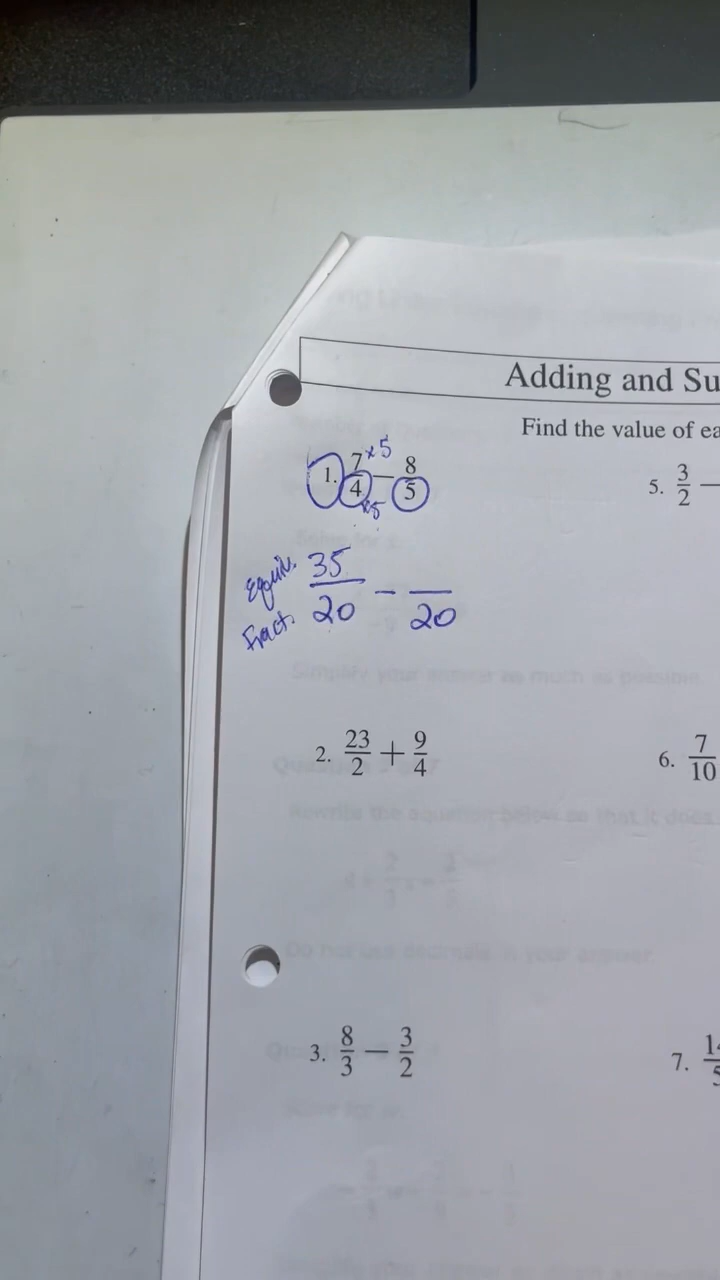 Adding and Su
Find the value of ea
1. 7/4 - 8/5
×5
×5
5. 3/2 -
Equiv. Fract.
35/20 - /20
2. 23/2 + 9/4
6. 7/10
3. 8/3 - 3/2
7.